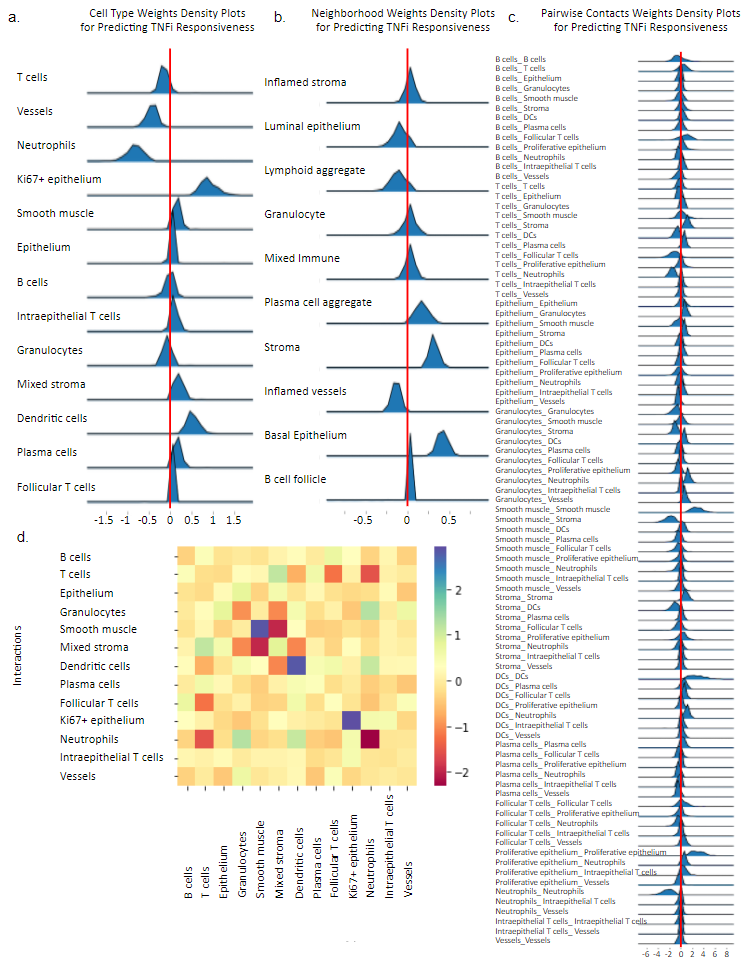 a.
Cell Type Weights Density Plots
for Predicting TNFi Responsiveness
T cells
Vessels
Neutrophils
Ki67+ epithelium
Smooth muscle
Epithelium
B cells
Intraepithelial T cells
Granulocytes
Mixed stroma
Dendritic cells
Plasma cells
Follicular T cells
-1.5 -1 -0.5 0 0.5 1 1.5
b.
Neighborhood Weights Density Plots
for Predicting TNFi Responsiveness
Inflamed stroma
Luminal epithelium
Lymphoid aggregate
Granulocyte
Mixed Immune
Plasma cell aggregate
Stroma
Inflamed vessels
Basal Epithelium
B cell follicle
-0.5 0 0.5
c.
Pairwise Contacts Weights Density Plots
for Predicting TNFi Responsiveness
B cells_ B cells
B cells_ T cells
B cells_ Epithelium
B cells_ Granulocytes
B cells_ Smooth muscle
B cells_ Stroma
B cells_ DCs
B cells_ Plasma cells
B cells_ Follicular T cells
B cells_ Proliferative epithelium
B cells_ Neutrophils
B cells_ Intraepithelial T cells
B cells_ Vessels
T cells_ T cells
T cells_ Epithelium
T cells_ Granulocytes
T cells_ Smooth muscle
T cells_ Stroma
T cells_ DCs
T cells_ Plasma cells
T cells_ Follicular T cells
T cells_ Proliferative epithelium
T cells_ Neutrophils
T cells_ Intraepithelial T cells
T cells_ Vessels
Epithelium_ Epithelium
Epithelium_ Granulocytes
Epithelium_ Smooth muscle
Epithelium_ Stroma
Epithelium_ DCs
Epithelium_ Plasma cells
Epithelium_ Follicular T cells
Epithelium_ Proliferative epithelium
Epithelium_ Neutrophils
Epithelium_ Intraepithelial T cells
Epithelium_ Vessels
Granulocytes_ Granulocytes
Granulocytes_ Smooth muscle
Granulocytes_ Stroma
Granulocytes_ DCs
Granulocytes_ Plasma cells
Granulocytes_ Follicular T cells
Granulocytes_ Proliferative epithelium
Granulocytes_ Neutrophils
Granulocytes_ Intraepithelial T cells
Granulocytes_ Vessels
Smooth muscle_ Smooth muscle
Smooth muscle_ Stroma
Smooth muscle_ DCs
Smooth muscle_ Plasma cells
Smooth muscle_ Follicular T cells
Smooth muscle_ Proliferative epithelium
Smooth muscle_ Neutrophils
Smooth muscle_ Intraepithelial T cells
Smooth muscle_ Vessels
Stroma_ Stroma
Stroma_ DCs
Stroma_ Plasma cells
Stroma_ Follicular T cells
Stroma_ Proliferative epithelium
Stroma_ Neutrophils
Stroma_ Intraepithelial T cells
Stroma_ Vessels
DCs_ DCs
DCs_ Plasma cells
DCs_ Follicular T cells
DCs_ Proliferative epithelium
DCs_ Neutrophils
DCs_ Intraepithelial T cells
DCs_ Vessels
Plasma cells_ Plasma cells
Plasma cells_ Follicular T cells
Plasma cells_ Proliferative epithelium
Plasma cells_ Neutrophils
Plasma cells_ Intraepithelial T cells
Plasma cells_ Vessels
Follicular T cells_ Follicular T cells
Follicular T cells_ Proliferative epithelium
Follicular T cells_ Neutrophils
Follicular T cells_ Intraepithelial T cells
Follicular T cells_ Vessels
Proliferative epithelium_ Proliferative epithelium
Proliferative epithelium_ Neutrophils
Proliferative epithelium_ Intraepithelial T cells
Proliferative epithelium_ Vessels
Neutrophils_ Neutrophils
Neutrophils_ Intraepithelial T cells
Neutrophils_ Vessels
Intraepithelial T cells_ Intraepithelial T cells
Intraepithelial T cells_ Vessels
Vessels_Vessels
-6 -4 -2 0 2 4 6 8
d.
Interactions
B cells
T cells
Epithelium
Granulocytes
Smooth muscle
Mixed stroma
Dendritic cells
Plasma cells
Follicular T cells
Ki67+ epithelium
Neutrophils
Intraepithelial T cells
Vessels
B cells
T cells
Epithelium
Granulocytes
Smooth muscle
Mixed stroma
Dendritic cells
Plasma cells
Follicular T cells
Ki67+ epithelium
Neutrophils
Intraepithelial T cells
Vessels
2
1
0
−1
−2